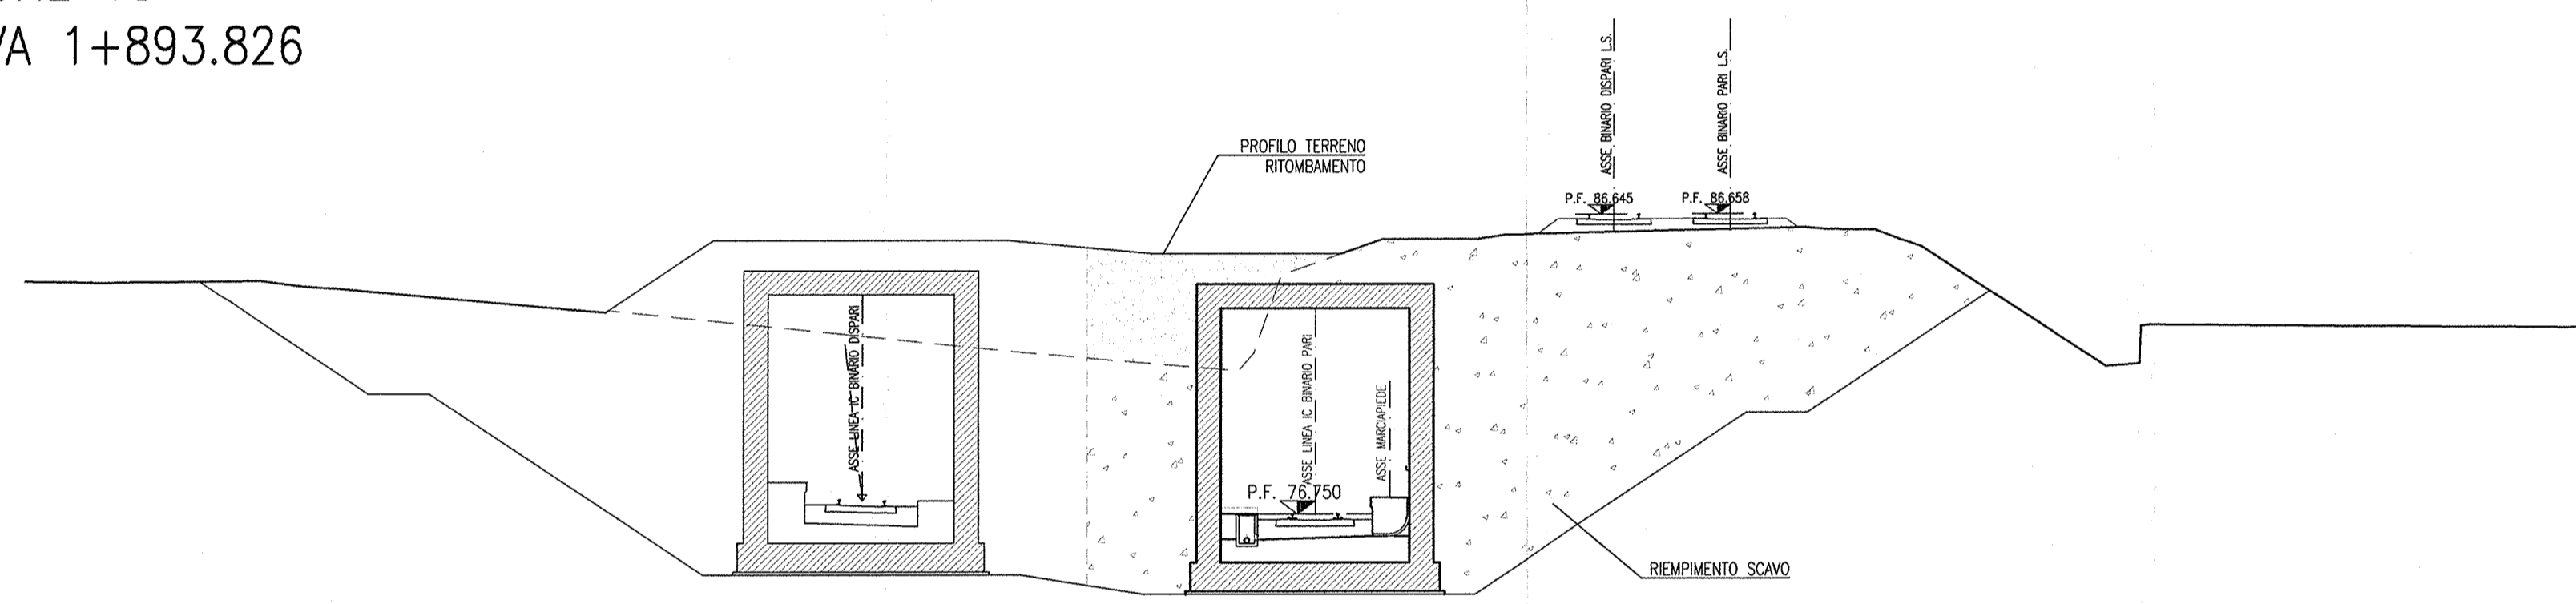 VA 1+893.826
ASSE BINARIO DISPARI L.S.
ASSE BINARIO PARI L.S.
PROFILO TERRENO
RITOMBAMENTO
P.F. 86.645
P.F. 86.658
ASSE LINEA IC BINARIO DISPARI
ASSE LINEA IC BINARIO PARI
ASSE MARCIAPIEDE
P.F. 76.750
RIEMPIMENTO SCAVO